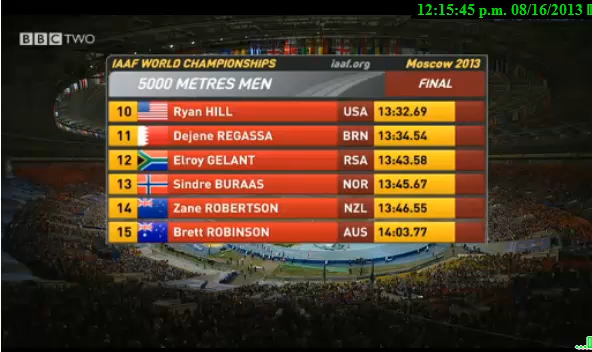 12:15:45 p.m. 08/16/2013
BBC TWO
IAAF WORLD CHAMPIONSHIPS iaaf.org Moscow 2013
5000 METRES MEN FINAL
10 Ryan HILL USA 13:32.69
11 Dejene REGASSA BRN 13:34.54
12 Elroy GELANT RSA 13:43.58
13 Sindre BURAAS NOR 13:45.67
14 Zane ROBERTSON NZL 13:46.55
15 Brett ROBINSON AUS 14:03.77